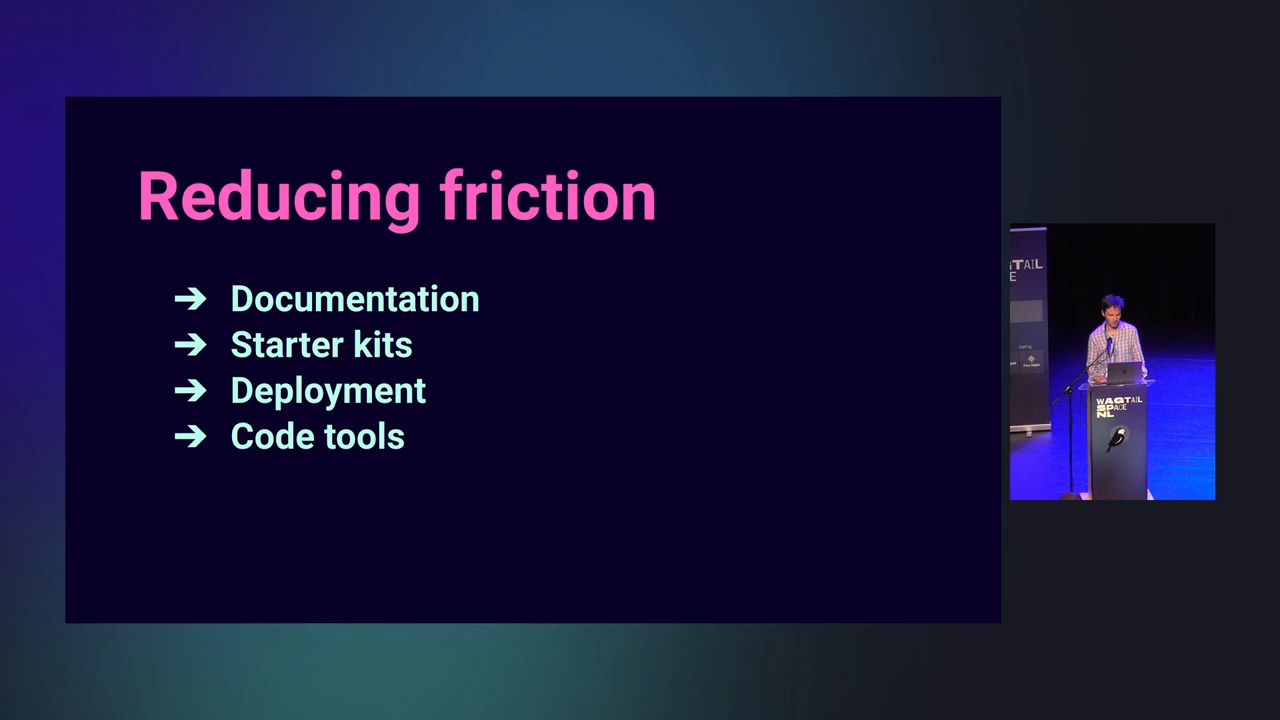 Reducing friction
➔ Documentation
➔ Starter kits
➔ Deployment
➔ Code tools
WAGTAIL
SPACE
NL